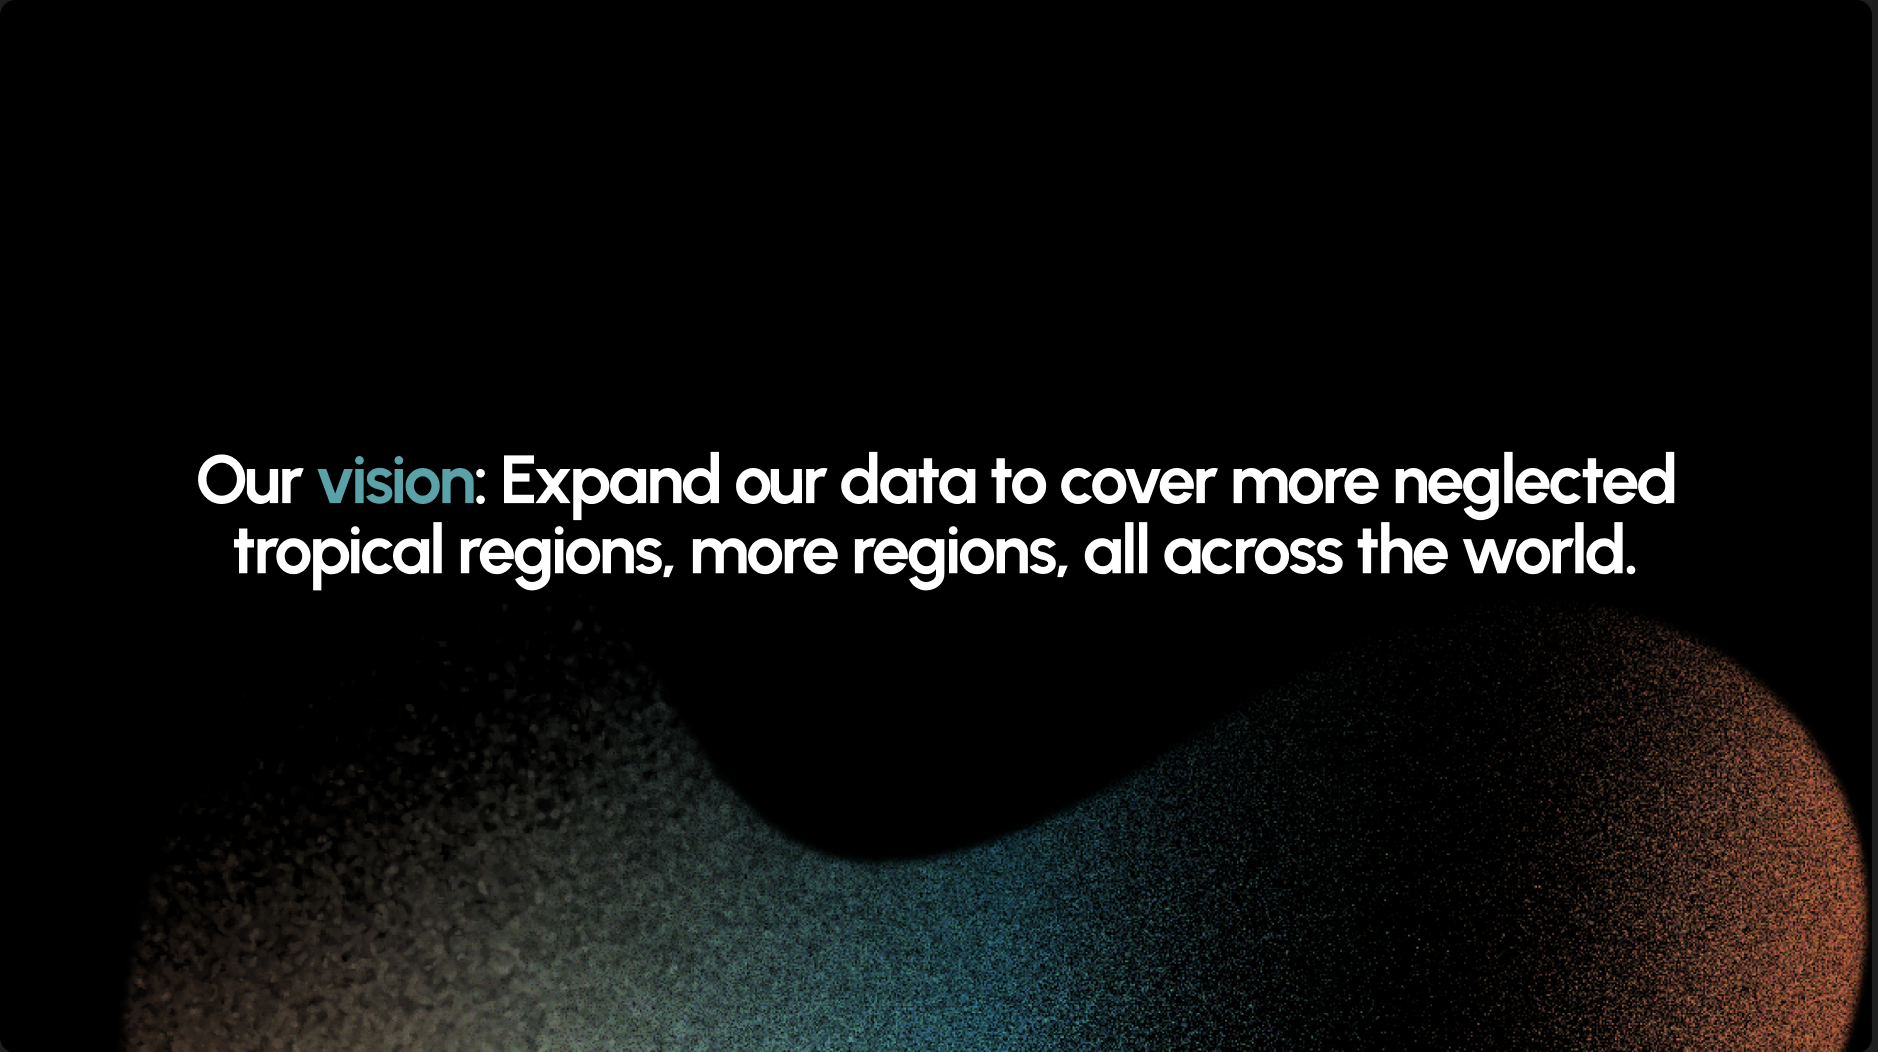 Our vision: Expand our data to cover more neglected
tropical regions, more regions, all across the world.